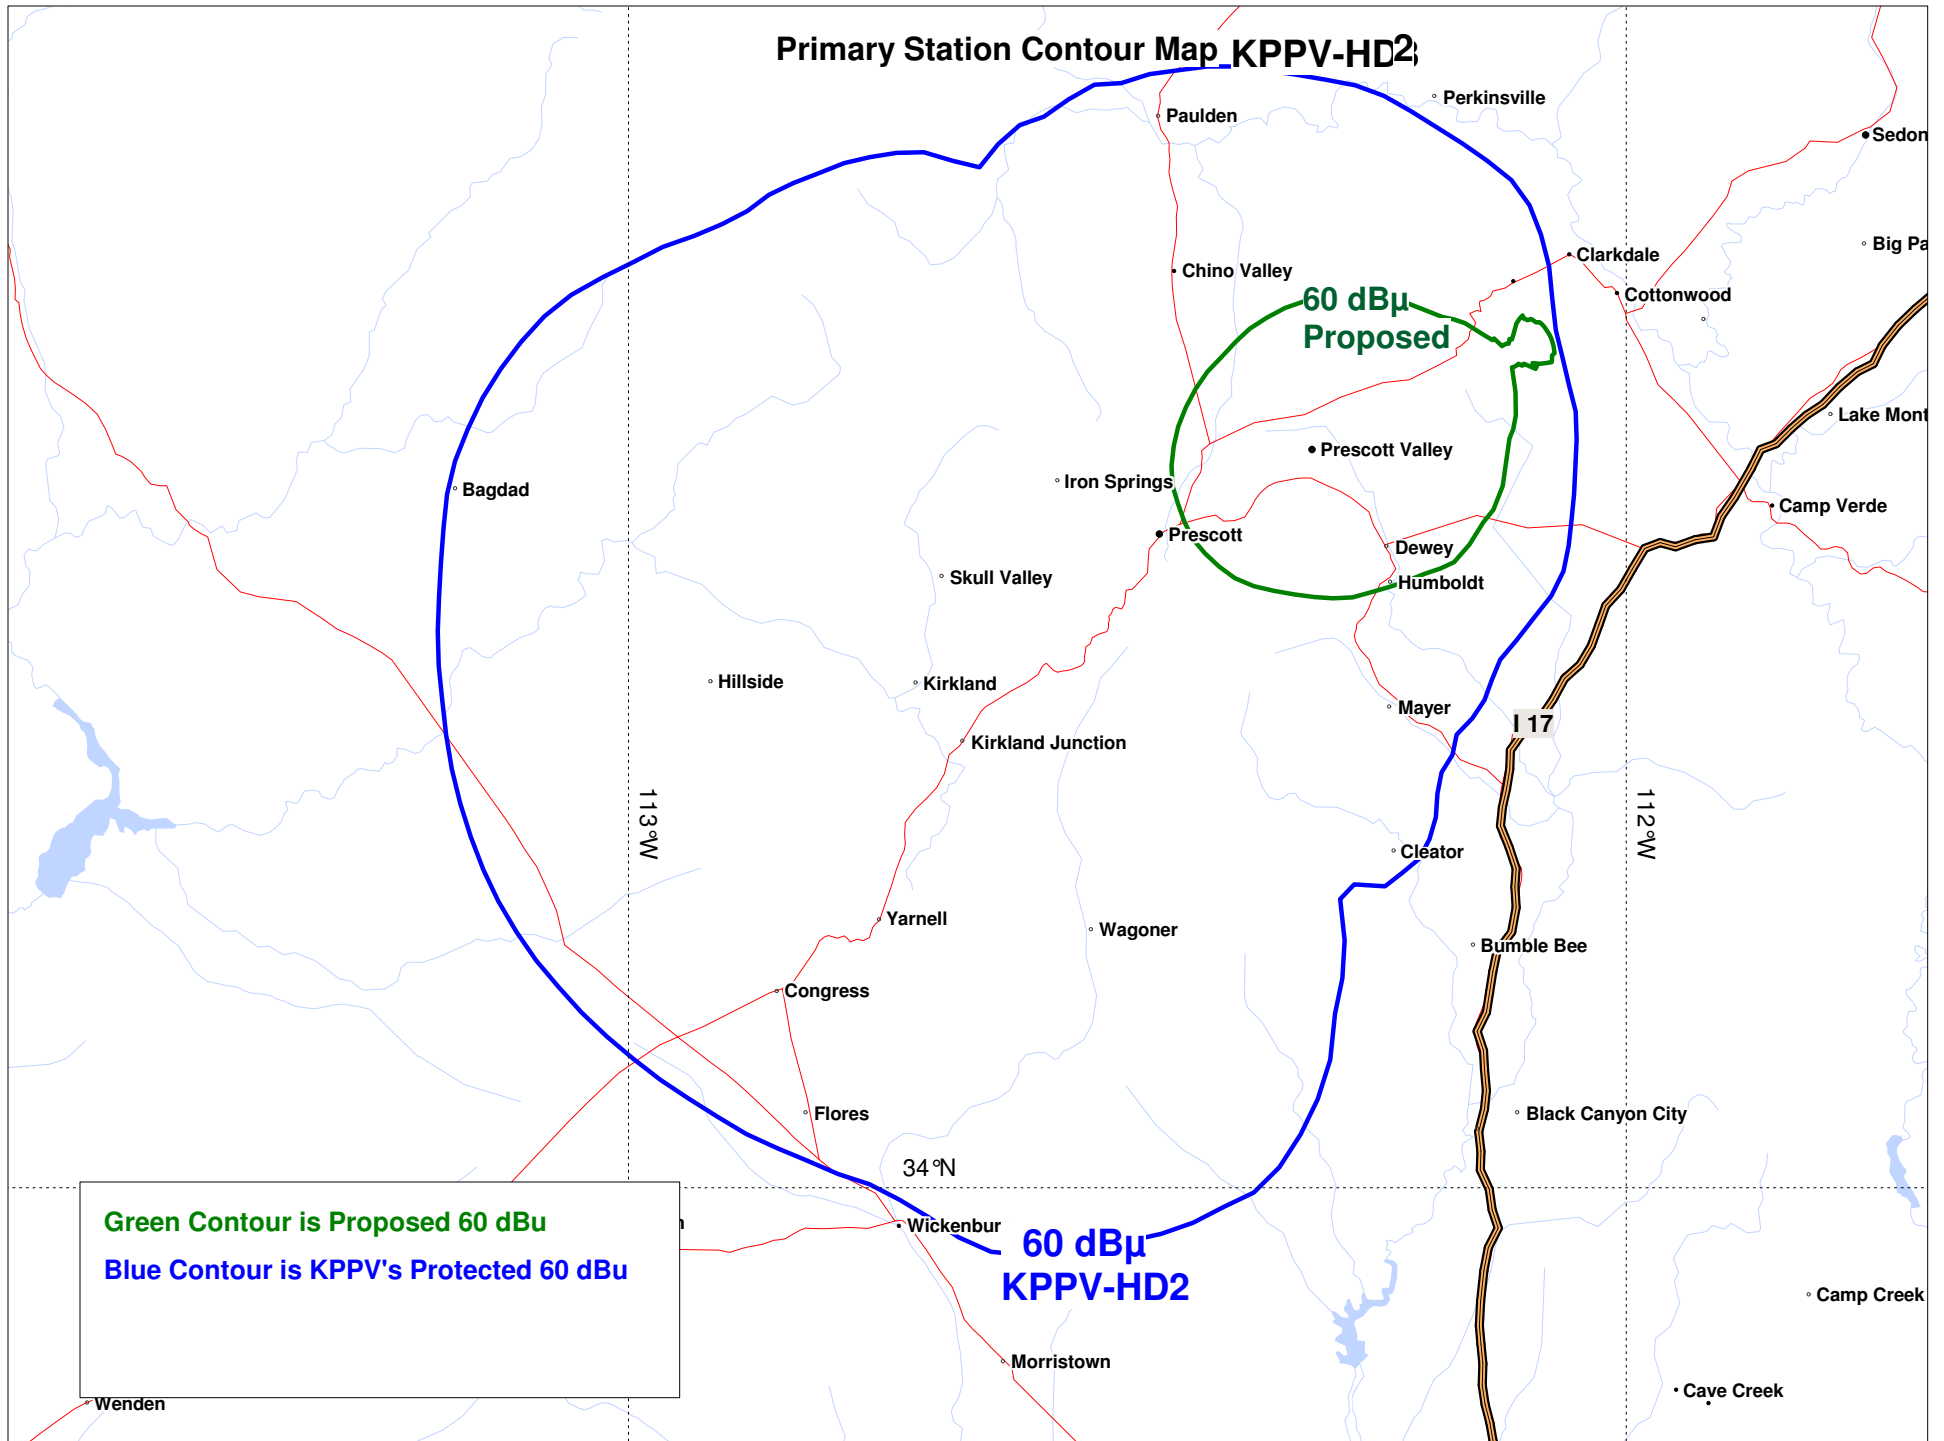 Primary Station Contour Map KPPV-HD2
Perkinsville
Paulden
Sedon
Big Pa
Clarkdale
Chino Valley
Cottonwood
60 dBµ
Proposed
Lake Mont
Prescott Valley
Iron Springs
Bagdad
Camp Verde
Prescott
Dewey
Skull Valley
Humboldt
Hillside
Kirkland
Mayer
I 17
Kirkland Junction
113°W
112°W
Cleator
Yarnell
Wagoner
Bumble Bee
Congress
Flores
Black Canyon City
34°N
Green Contour is Proposed 60 dBu
Wickenbur
60 dBµ
KPPV-HD2
Blue Contour is KPPV's Protected 60 dBu
Camp Creek
Morristown
Cave Creek
Wenden